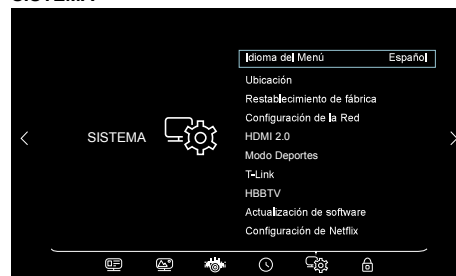 SISTEMA
Idioma del Menú Español
Ubicación
Restablecimiento de fábrica
Configuración de la Red
HDMI 2.0
Modo Deportes
T-Link
HBBTV
Actualización de software
Configuración de Netflix